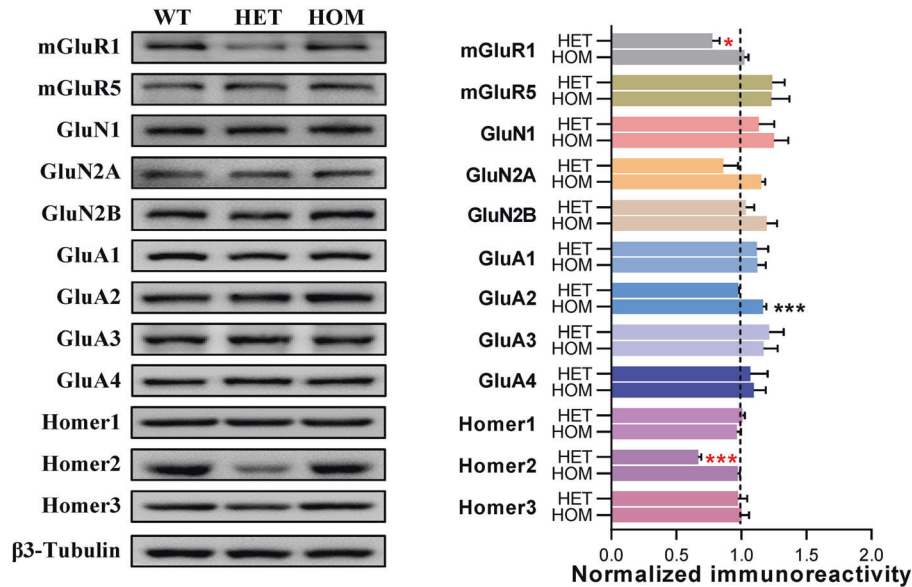 WT HET HOM
mGluR1
mGluR5
GluN1
GluN2A
GluN2B
GluA1
GluA2
GluA3
GluA4
Homer1
Homer2
Homer3
β3-Tubulin
mGluR1 HET *
HOM
mGluR5 HET
HOM
GluN1 HET
HOM
GluN2A HET
HOM
GluN2B HET
HOM
GluA1 HET
HOM
GluA2 HET
HOM ***
GluA3 HET
HOM
GluA4 HET
HOM
Homer1 HET
HOM
Homer2 HET ***
HOM
Homer3 HET
HOM
0.0 0.5 1.0 1.5 2.0
Normalized immunoreactivity